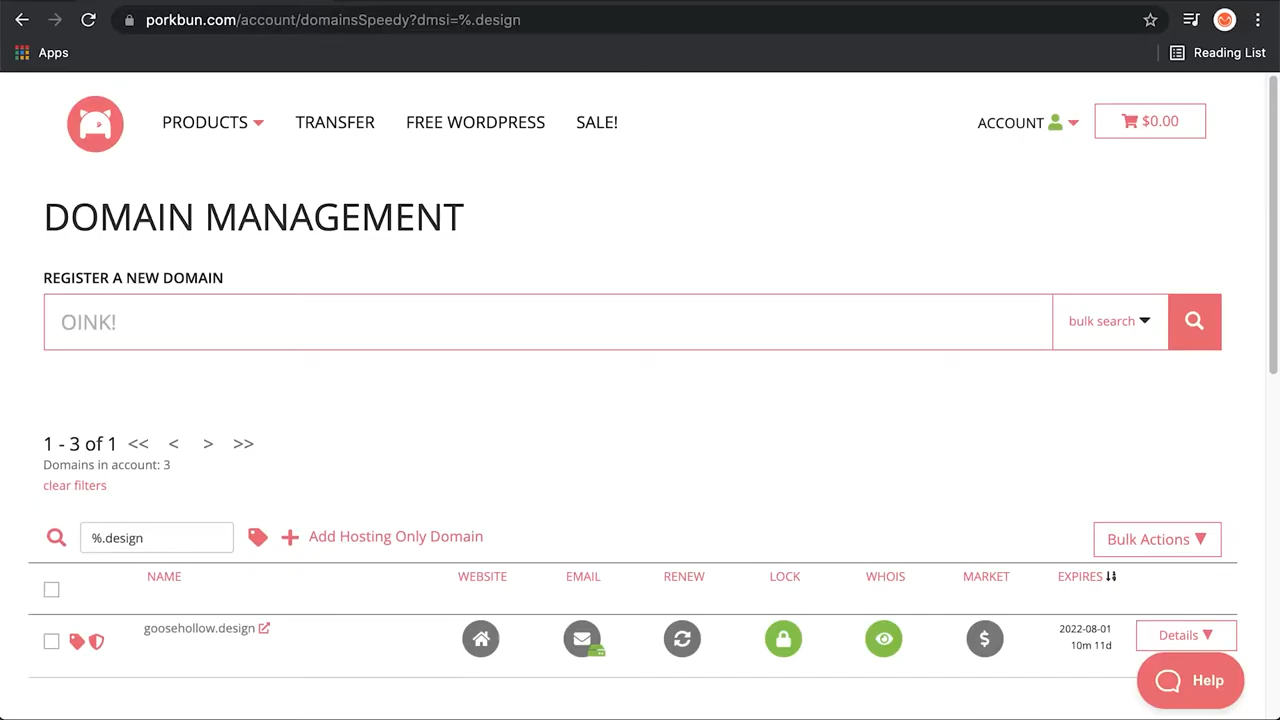 porkbun.com/account/domainsSpeedy?dmsi=%.design
Apps
Reading List
PRODUCTS TRANSFER FREE WORDPRESS SALE! ACCOUNT $0.00
DOMAIN MANAGEMENT
REGISTER A NEW DOMAIN
OINK! bulk search
1 - 3 of 1 << < > >>
Domains in account: 3
clear filters
%.design Add Hosting Only Domain Bulk Actions
NAME WEBSITE EMAIL RENEW LOCK WHOIS MARKET EXPIRES
goosehollow.design $ 2022-08-01 Details
10m 11d
Help